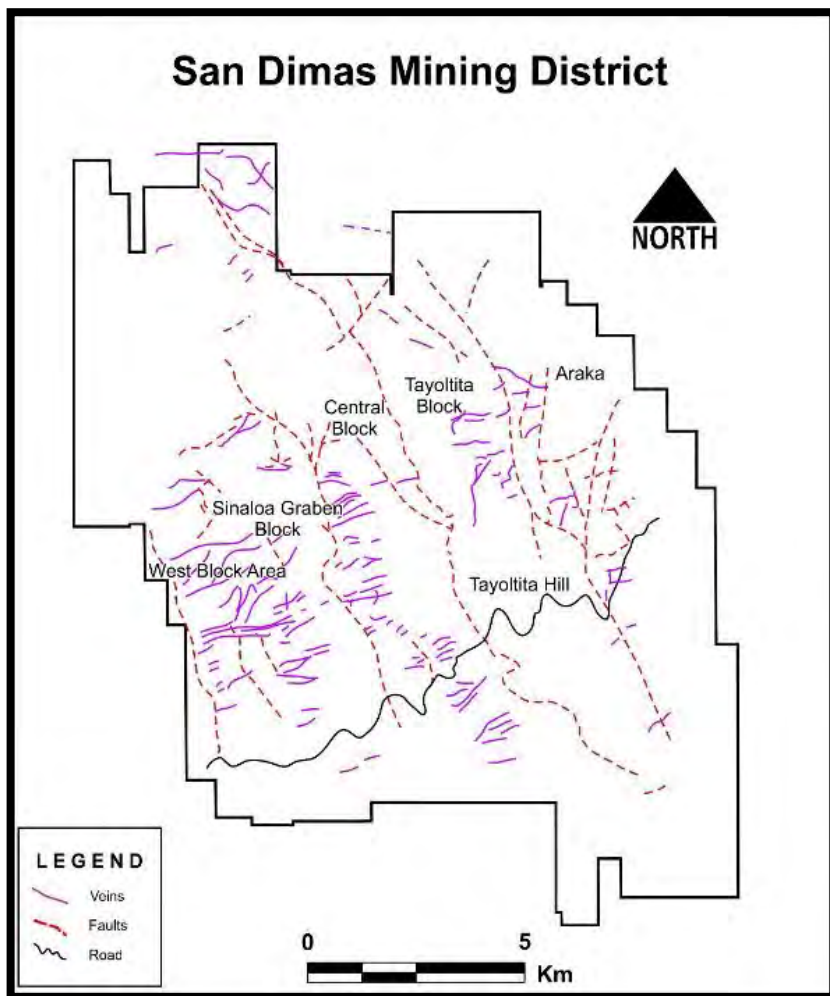 San Dimas Mining District
NORTH
Araka
Tayoltita
Block
Central
Block
Sinaloa Graben
Block
West Block Area
Tayoltita Hill
LEGEND
Veins
Faults
Road
0 5
Km